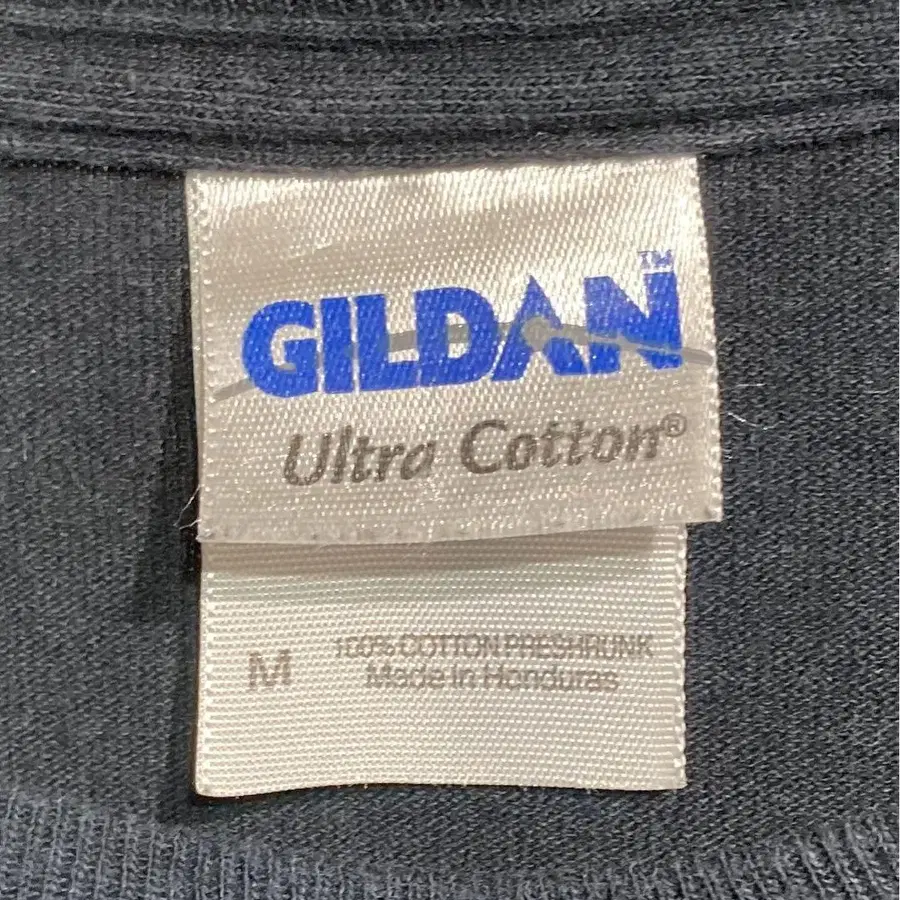 GILDAN™
Ultra Cotton®
M 100% COTTON PRESHRUNK
Made in Honduras